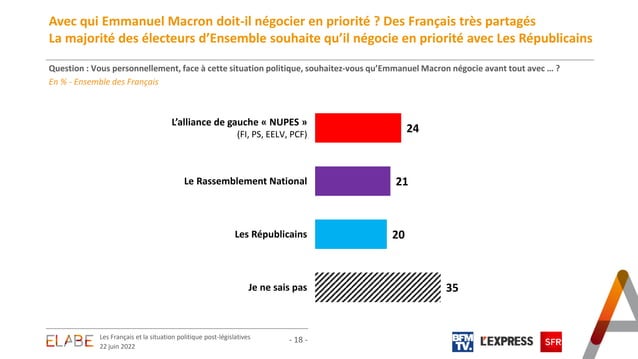 Avec qui Emmanuel Macron doit-il négocier en priorité ? Des Français très partagés
La majorité des électeurs d’Ensemble souhaite qu’il négocie en priorité avec Les Républicains
Question : Vous personnellement, face à cette situation politique, souhaitez-vous qu’Emmanuel Macron négocie avant tout avec … ?
En % - Ensemble des Français
L’alliance de gauche « NUPES »
(FI, PS, EELV, PCF)
24
Le Rassemblement National
21
Les Républicains
20
Je ne sais pas
35
ELABE
Les Français et la situation politique post-législatives
22 juin 2022
- 18 -
BFM
TV.
L'EXPRESS
SFR